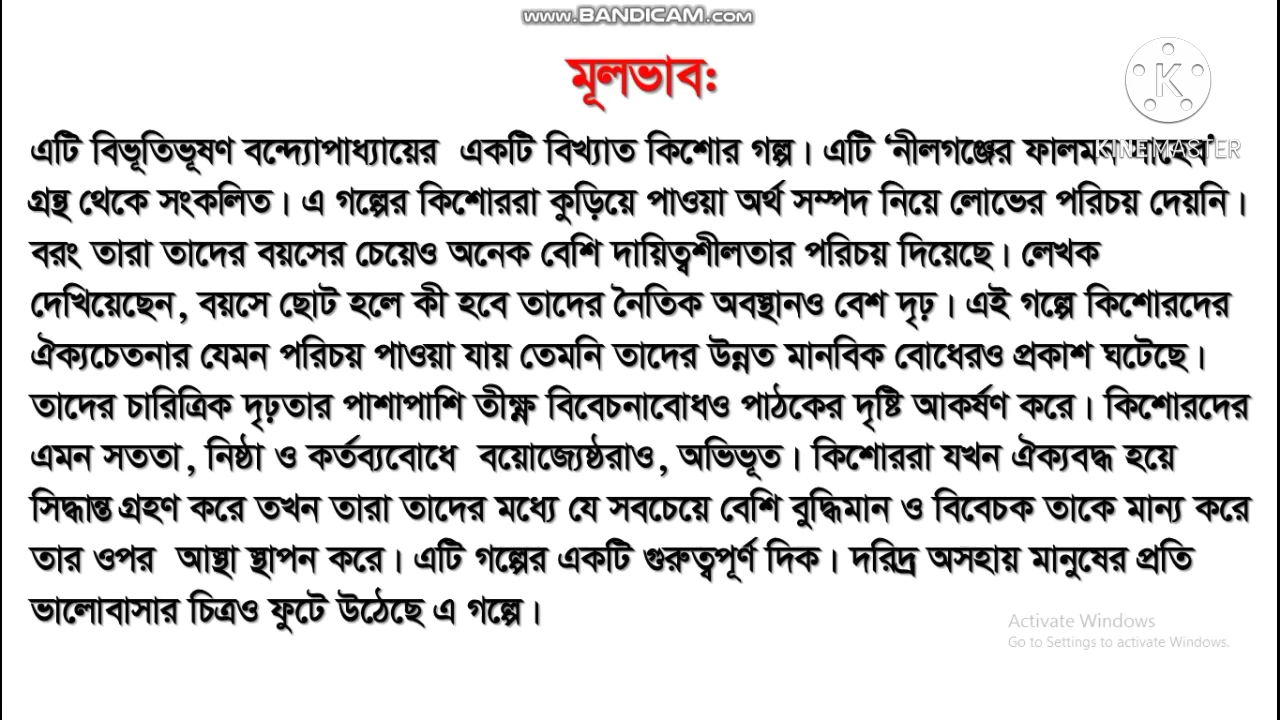 www.BANDICAM.com
মূলভাব:
K
KINEMASTER
এটি বিভূতিভূষণ বন্দ্যোপাধ্যায়ের একটি বিখ্যাত কিশোর গল্প। এটি ‘নীলগঞ্জের ফালমন
গ্রন্থ থেকে সংকলিত। এ গল্পের কিশোররা কুড়িয়ে পাওয়া অর্থ সম্পদ নিয়ে লোভের পরিচয় দেয়নি।
বরং তারা তাদের বয়সের চেয়েও অনেক বেশি দায়িত্বশীলতার পরিচয় দিয়েছে। লেখক
দেখিয়েছেন, বয়সে ছোট হলে কী হবে তাদের নৈতিক অবস্থানও বেশ দৃঢ়। এই গল্পে কিশোরদের
ঐক্যচেতনার যেমন পরিচয় পাওয়া যায় তেমনি তাদের উন্নত মানবিক বোধেরও প্রকাশ ঘটেছে।
তাদের চারিত্রিক দৃঢ়তার পাশাপাশি তীক্ষ্ণ বিবেচনাবোধও পাঠকের দৃষ্টি আকর্ষণ করে। কিশোরদের
এমন সততা, নিষ্ঠা ও কর্তব্যবোধে বয়োজ্যেষ্ঠরাও, অভিভূত। কিশোররা যখন ঐক্যবদ্ধ হয়ে
সিদ্ধান্ত গ্রহণ করে তখন তারা তাদের মধ্যে যে সবচেয়ে বেশি বুদ্ধিমান ও বিবেচক তাকে মান্য করে
তার ওপর আস্থা স্থাপন করে। এটি গল্পের একটি গুরুত্বপূর্ণ দিক। দরিদ্র অসহায় মানুষের প্রতি
ভালোবাসার চিত্রও ফুটে উঠেছে এ গল্পে।
Activate Windows
Go to Settings to activate Windows.